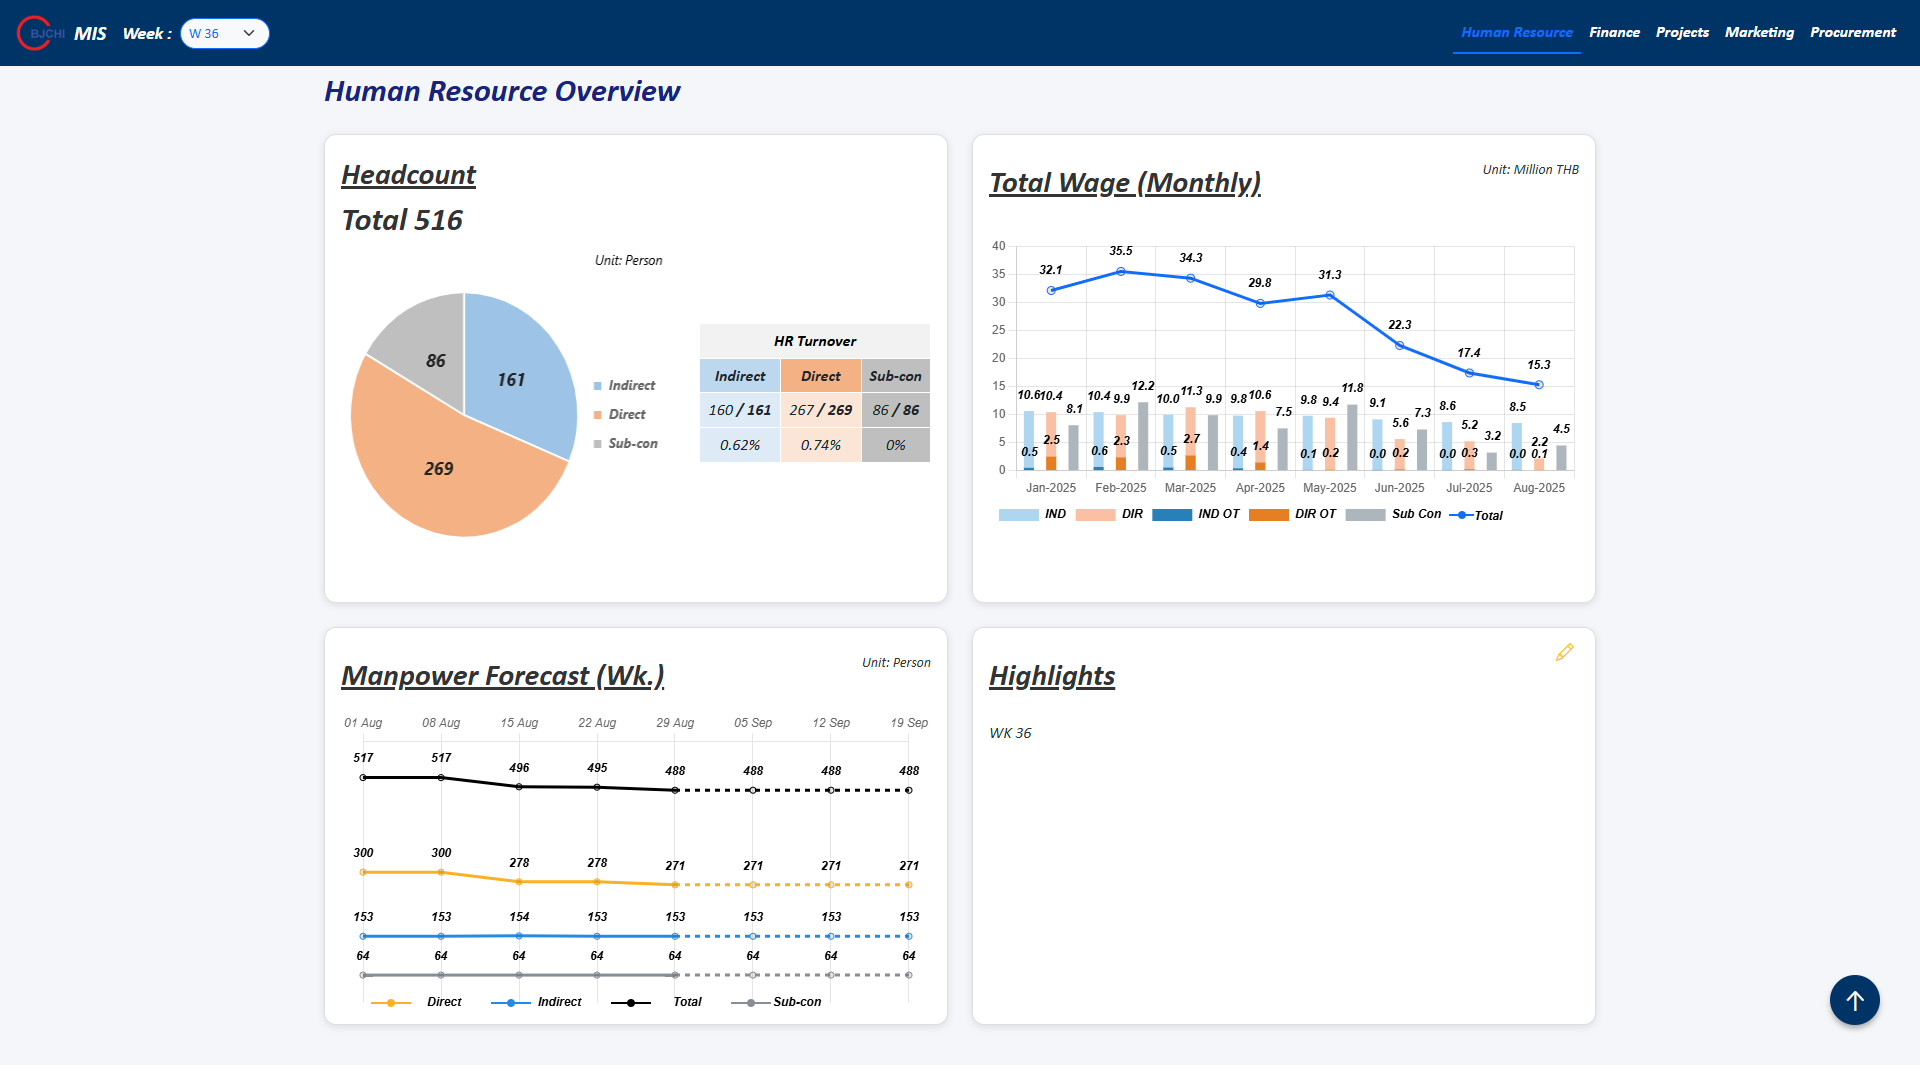 BJCHI MIS Week : W 36 Human Resource Finance Projects Marketing Procurement
Human Resource Overview
Headcount
Total 516
Unit: Person
86
161
269
Indirect
Direct
Sub-con
HR Turnover
Indirect Direct Sub-con
160 / 161 267 / 269 86 / 86
0.62% 0.74% 0%
Total Wage (Monthly)
Unit: Million THB
40
35
30
25
20
15
10
5
0
32.1 35.5 34.3 29.8 31.3 22.3 17.4 15.3
10.6 10.4 8.1 10.4 9.9 12.2 10.0 11.3 9.9 9.8 10.6 7.5 9.8 9.4 11.8 9.1 5.6 7.3 8.6 5.2 3.2 8.5 2.2 4.5
0.5 2.5 0.6 2.3 0.5 2.7 0.4 1.4 0.1 0.2 0.0 0.2 0.0 0.3 0.0 0.1
Jan-2025 Feb-2025 Mar-2025 Apr-2025 May-2025 Jun-2025 Jul-2025 Aug-2025
IND DIR IND OT DIR OT Sub Con Total
Manpower Forecast (Wk.)
Unit: Person
01 Aug 08 Aug 15 Aug 22 Aug 29 Aug 05 Sep 12 Sep 19 Sep
517 517 496 495 488 488 488 488
300 300 278 278 271 271 271 271
153 153 154 153 153 153 153 153
64 64 64 64 64 64 64 64
Direct Indirect Total Sub-con
Highlights
WK 36